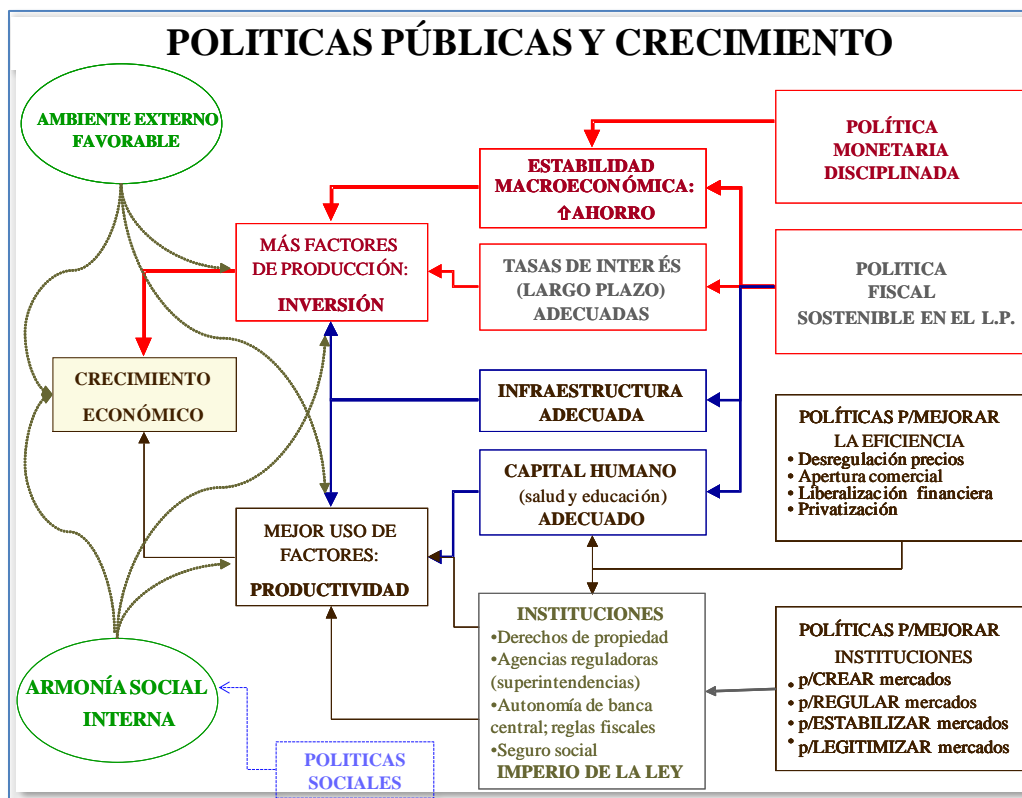 POLITICAS PÚBLICAS Y CRECIMIENTO
AMBIENTE EXTERNO
FAVORABLE
ESTABILIDAD
MACROECONÓMICA:
⇧AHORRO
POLÍTICA
MONETARIA
DISCIPLINADA
MÁS FACTORES
DE PRODUCCIÓN:
INVERSIÓN
TASAS DE INTERÉS
(LARGO PLAZO)
ADECUADAS
POLITICA
FISCAL
SOSTENIBLE EN EL L.P.
CRECIMIENTO
ECONÓMICO
INFRAESTRUCTURA
ADECUADA
POLÍTICAS P/MEJORAR
LA EFICIENCIA
• Desregulación precios
• Apertura comercial
• Liberalización financiera
• Privatización
CAPITAL HUMANO
(salud y educación)
ADECUADO
MEJOR USO DE
FACTORES:
PRODUCTIVIDAD
INSTITUCIONES
•Derechos de propiedad
•Agencias reguladoras
(superintendencias)
•Autonomía de banca
central; reglas fiscales
•Seguro social
IMPERIO DE LA LEY
POLÍTICAS P/MEJORAR
INSTITUCIONES
• p/CREAR mercados
• p/REGULAR mercados
• p/ESTABILIZAR mercados
• p/LEGITIMIZAR mercados
ARMONÍA SOCIAL
INTERNA
POLITICAS
SOCIALES